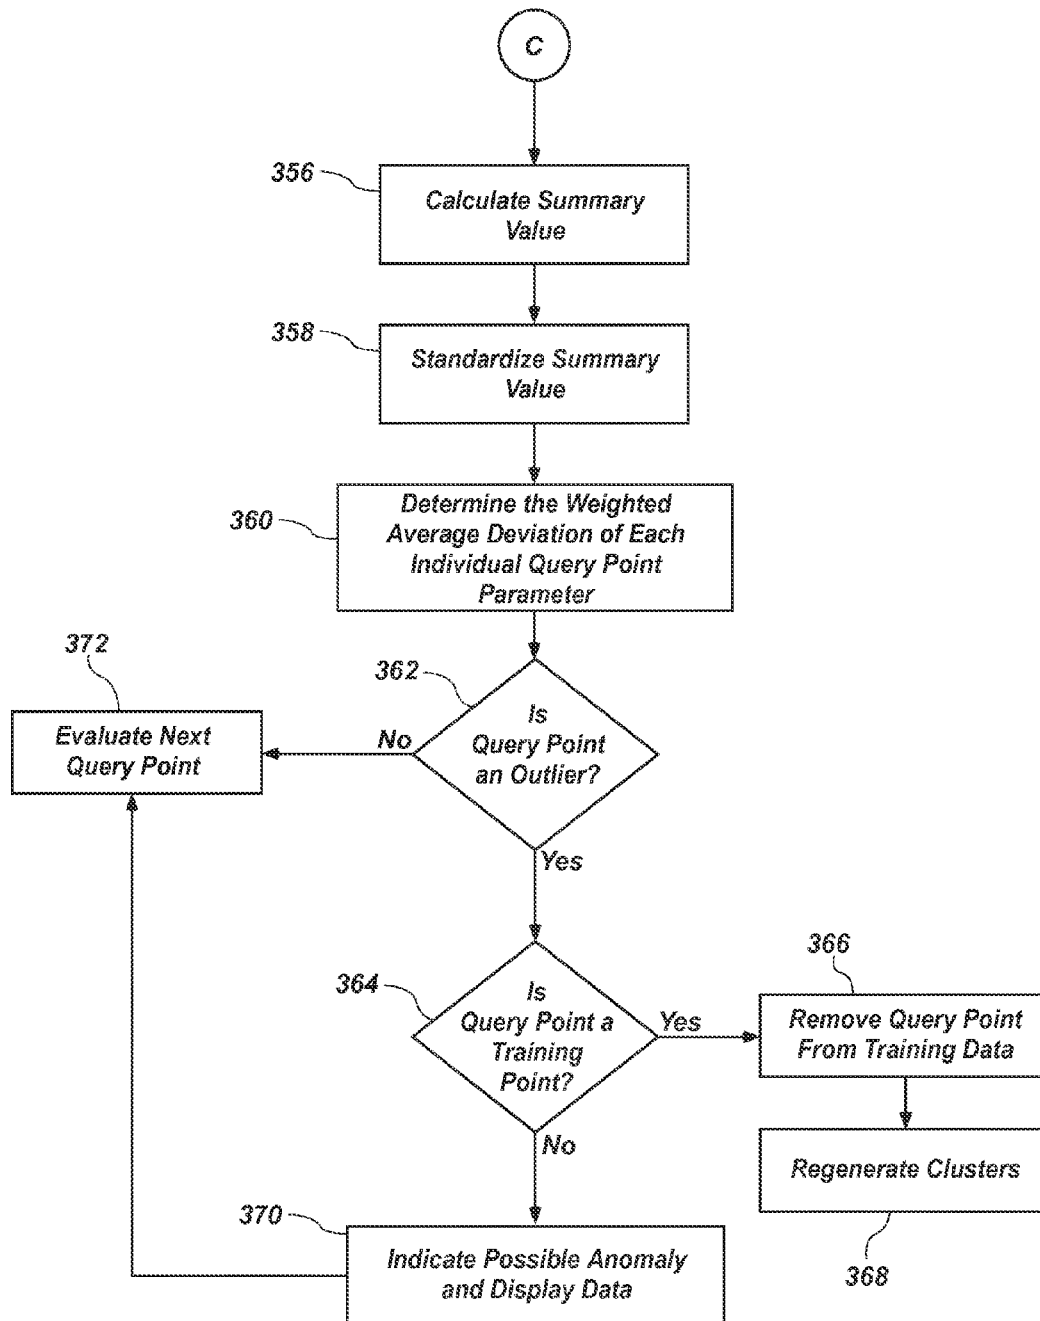 C
356
Calculate Summary
Value
358
Standardize Summary
Value
360
Determine the Weighted
Average Deviation of Each
Individual Query Point
Parameter
372
Evaluate Next
Query Point
362
No
Is
Query Point
an Outlier?
Yes
364
Is
Query Point a
Training
Point?
Yes
366
Remove Query Point
From Training Data
No
Regenerate Clusters
368
370
Indicate Possible Anomaly
and Display Data